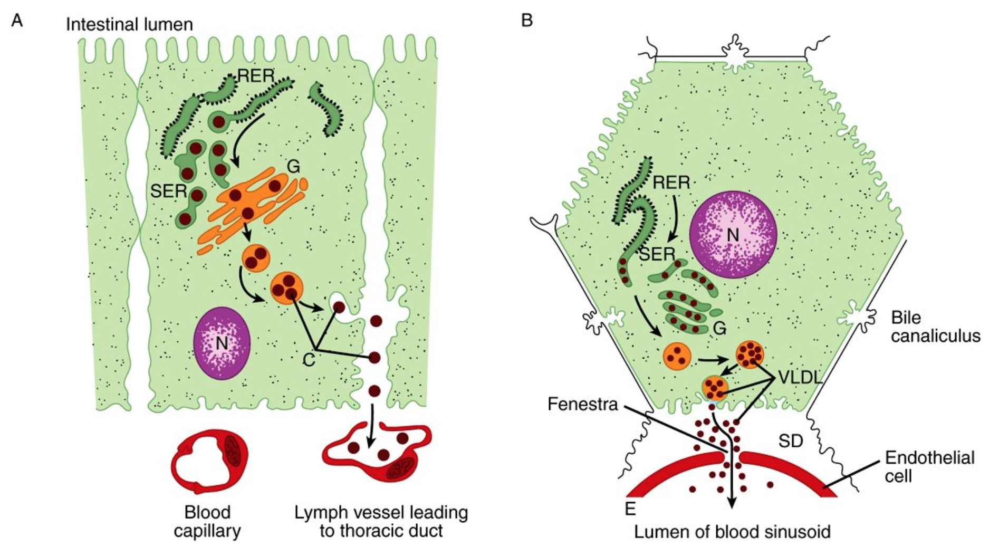 A
Intestinal lumen
RER
G
SER
N
C
Blood
capillary
Lymph vessel leading
to thoracic duct
B
RER
N
SER
G
Bile
canaliculus
VLDL
Fenestra
SD
Endothelial
cell
E
Lumen of blood sinusoid